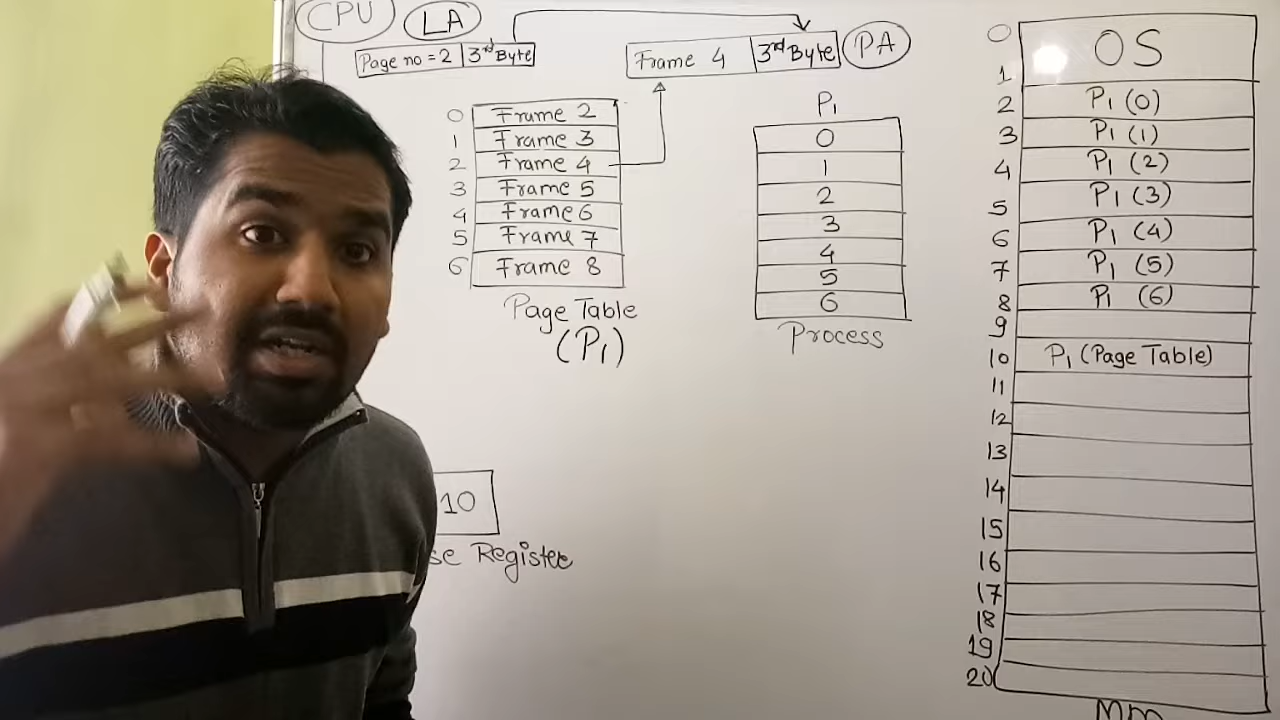 CPU
LA
Page no = 2 | 3rd Byte
Frame 4 | 3rd Byte
PA
0 Frame 2
1 Frame 3
2 Frame 4
3 Frame 5
4 Frame 6
5 Frame 7
6 Frame 8
Page Table
(P1)
P1
0
1
2
3
4
5
6
Process
10
se Register
0
OS
1
2 P1 (0)
3 P1 (1)
4 P1 (2)
5 P1 (3)
6 P1 (4)
7 P1 (5)
8 P1 (6)
9
10 P1 (Page Table)
11
12
13
14
15
16
17
18
19
20
MM